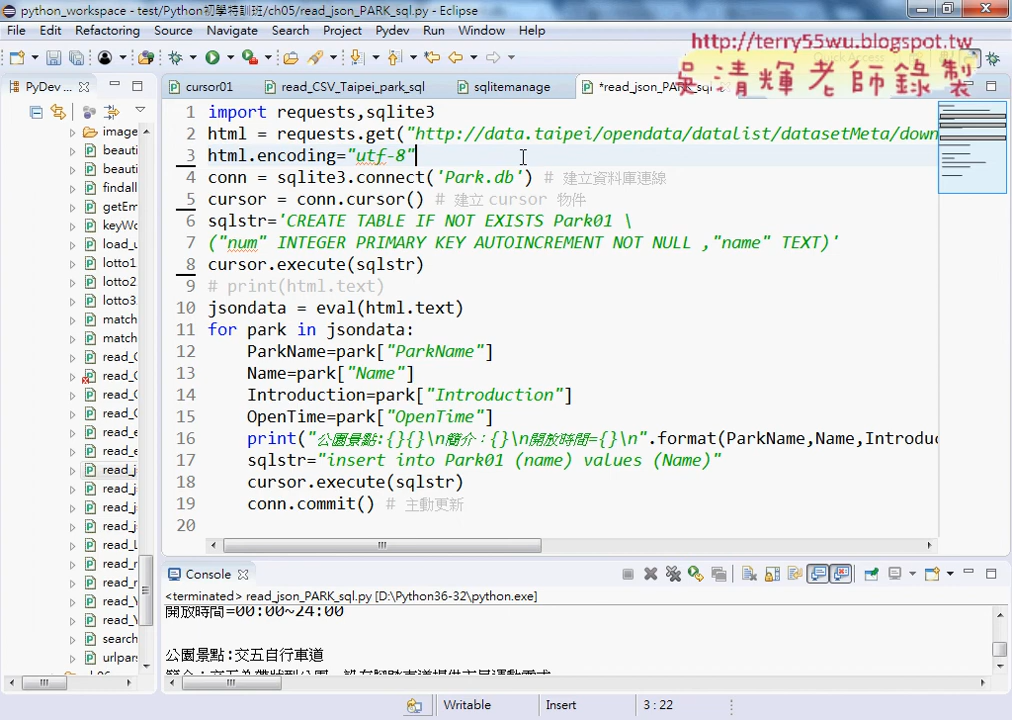 python_workspace - test/Python初學特訓班/ch05/read_json_PARK_sql.py - Eclipse
File Edit Refactoring Source Navigate Search Project Pydev Run Window Help
http://terry55wu.blogspot.tw
吳清輝老師錄製
PyDev ...
cursor01 read_CSV_Taipei_park_sql sqlitemanage *read_json_PARK_sql
image
beauti
beauti
findall
getEm
keyWo
load_u
lotto1
lotto2
lotto3
match
match
read_C
read_C
read_C
read_C
read_e
read_e
read_j
read_j
read_j
read_j
read_L
read_r
read_r
read_Y
read_Y
search
urlpars
1 import requests,sqlite3
2 html = requests.get("http://data.taipei/opendata/datalist/datasetMeta/down
3 html.encoding="utf-8"
4 conn = sqlite3.connect('Park.db') # 建立資料庫連線
5 cursor = conn.cursor() # 建立 cursor 物件
6 sqlstr='CREATE TABLE IF NOT EXISTS Park01 \
7 ("num" INTEGER PRIMARY KEY AUTOINCREMENT NOT NULL ,"name" TEXT)'
8 cursor.execute(sqlstr)
9 # print(html.text)
10 jsondata = eval(html.text)
11 for park in jsondata:
12 ParkName=park["ParkName"]
13 Name=park["Name"]
14 Introduction=park["Introduction"]
15 OpenTime=park["OpenTime"]
16 print("公園景點:{}{}\n簡介：{}\n開放時間={}\n".format(ParkName,Name,Introduc
17 sqlstr="insert into Park01 (name) values (Name)"
18 cursor.execute(sqlstr)
19 conn.commit() # 主動更新
20
Console
<terminated> read_json_PARK_sql.py [D:\Python36-32\python.exe]
開放時間=00:00~24:00
公園景點:交五自行車道
Writable Insert 3 : 22